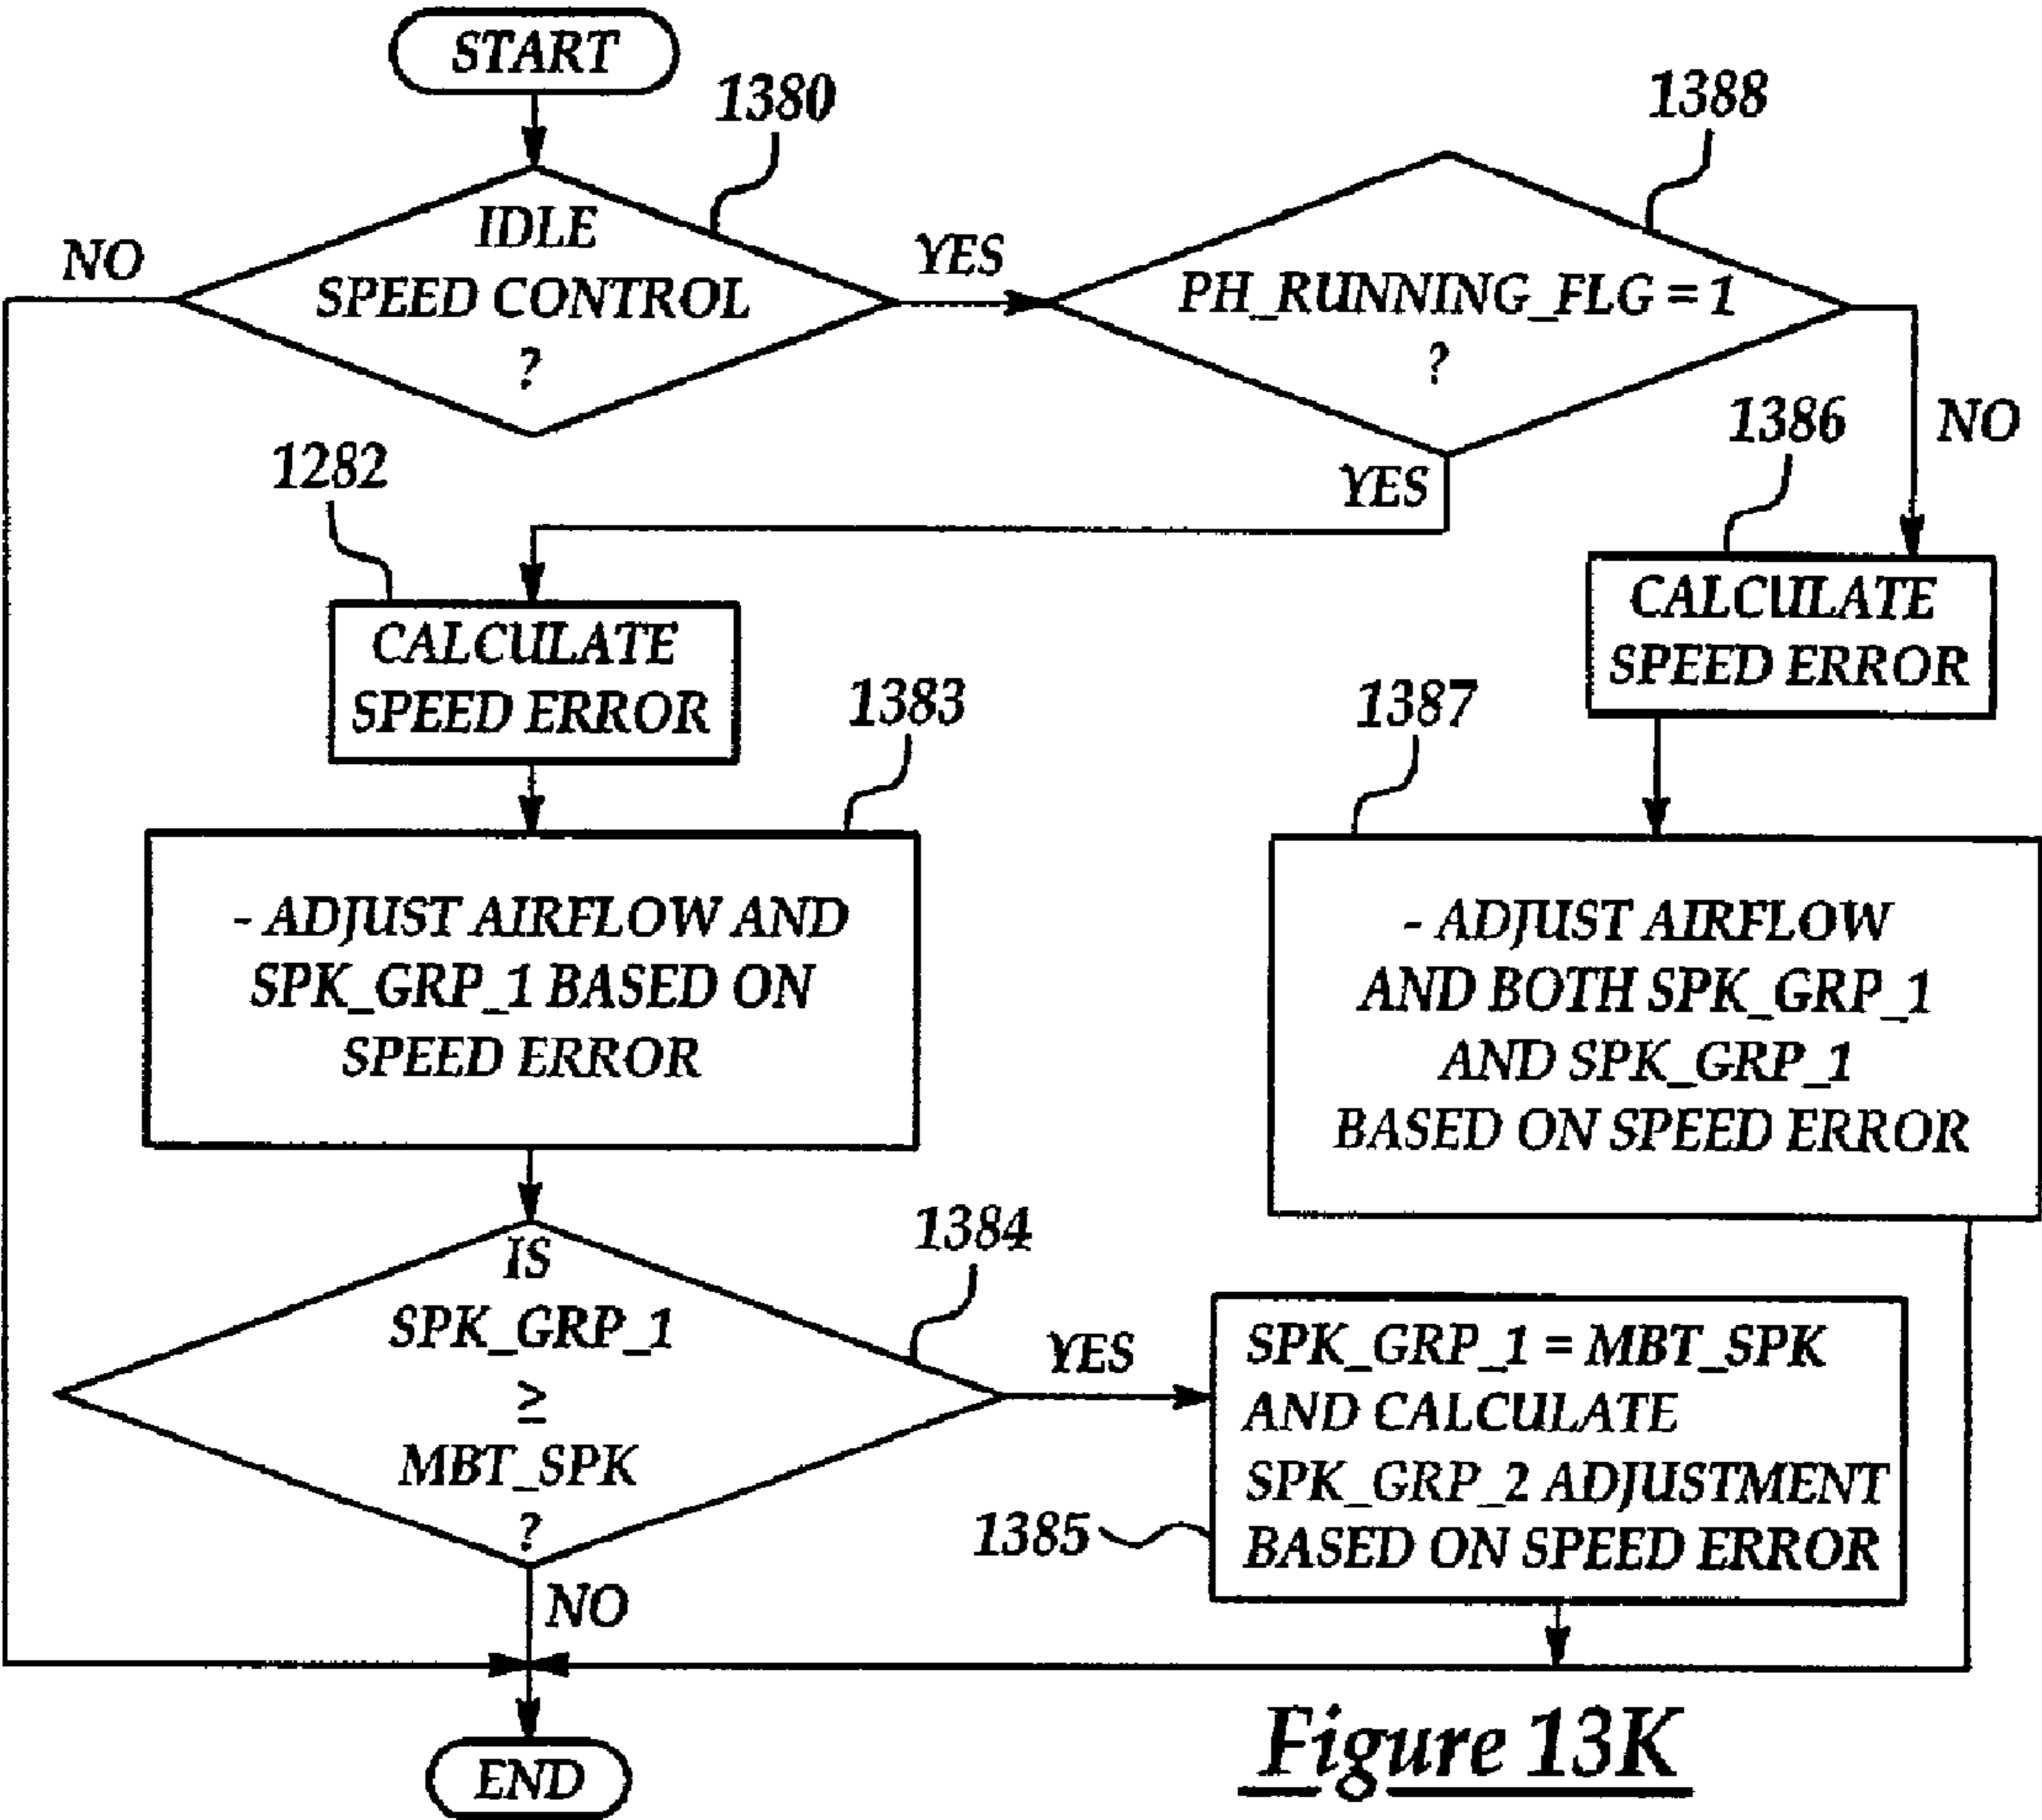 START
1380
1388
IDLE
SPEED CONTROL
?
NO
YES
PH_RUNNING_FLG = 1
?
NO
YES
1282
1386
CALCULATE
SPEED ERROR
CALCULATE
SPEED ERROR
1383
1387
- ADJUST AIRFLOW AND
SPK_GRP_1 BASED ON
SPEED ERROR
- ADJUST AIRFLOW
AND BOTH SPK_GRP_1
AND SPK_GRP_1
BASED ON SPEED ERROR
1384
IS
SPK_GRP_1
≥
MBT_SPK
?
YES
NO
SPK_GRP_1 = MBT_SPK
AND CALCULATE
SPK_GRP_2 ADJUSTMENT
BASED ON SPEED ERROR
1385
END
Figure 13K